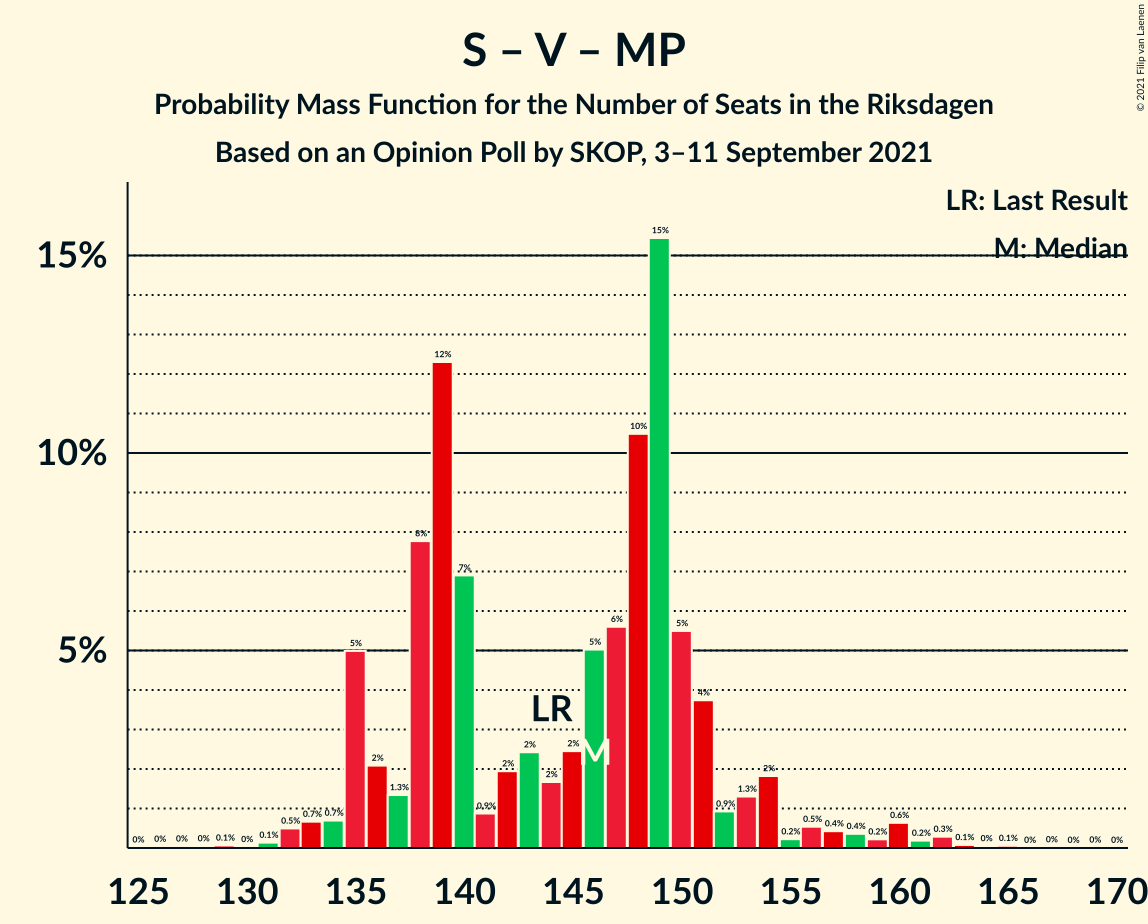 S – V – MP
Probability Mass Function for the Number of Seats in the Riksdagen
Based on an Opinion Poll by SKOP, 3–11 September 2021
© 2021 Filip van Laenen
LR: Last Result
M: Median
15%
10%
5%
0% 0% 0% 0% 0.1% 0% 0.1% 0.5% 0.7% 0.7% 5% 2% 1.3% 8% 12% 7% 0.9% 2% 2% 2% 2% 5% 6% 10% 15% 5% 4% 0.9% 1.3% 2% 0.2% 0.5% 0.4% 0.4% 0.2% 0.6% 0.2% 0.3% 0.1% 0% 0.1% 0% 0% 0% 0% 0%
LR
M
125 130 135 140 145 150 155 160 165 170